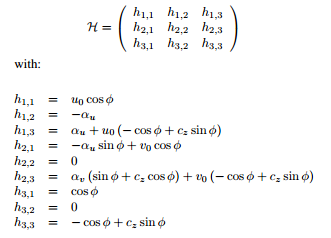 H = ( h1,1 h1,2 h1,3
h2,1 h2,2 h2,3
h3,1 h3,2 h3,3 )
with:
h1,1 = u0 cos ϕ
h1,2 = −αu
h1,3 = αu + u0 (− cos ϕ + cz sin ϕ)
h2,1 = −αu sin ϕ + v0 cos ϕ
h2,2 = 0
h2,3 = αv (sin ϕ + cz cos ϕ) + v0 (− cos ϕ + cz sin ϕ)
h3,1 = cos ϕ
h3,2 = 0
h3,3 = − cos ϕ + cz sin ϕ